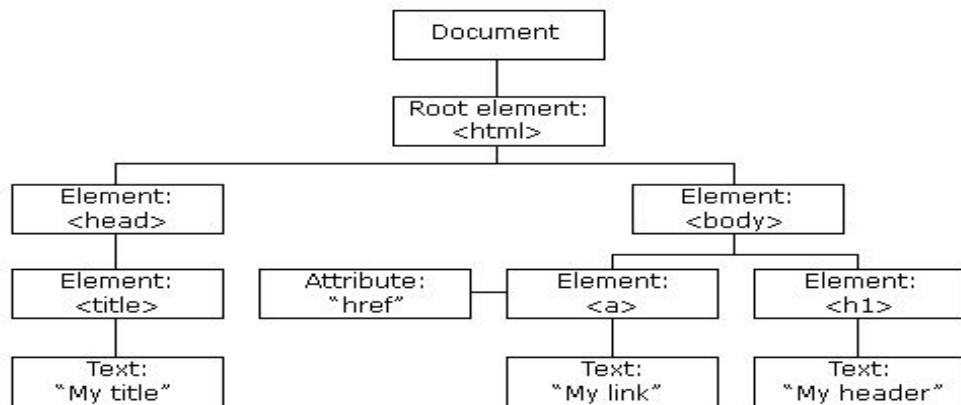 Document
Root element:
<html>
Element:
<head>
Element:
<body>
Element:
<title>
Attribute:
“href”
Element:
<a>
Element:
<h1>
Text:
“My title”
Text:
“My link”
Text:
“My header”